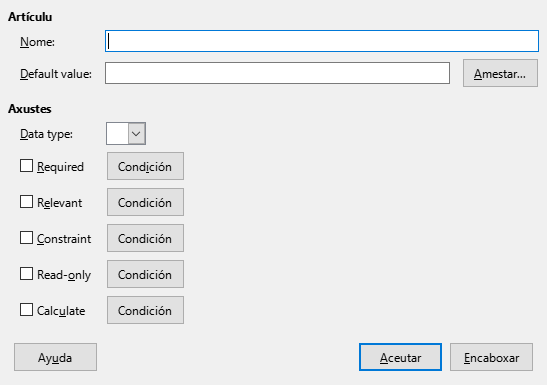 Artículu
Nome:
Default value:
Amestar...
Axustes
Data type:
Required
Condición
Relevant
Condición
Constraint
Condición
Read-only
Condición
Calculate
Condición
Ayuda
Aceutar
Encaboxar